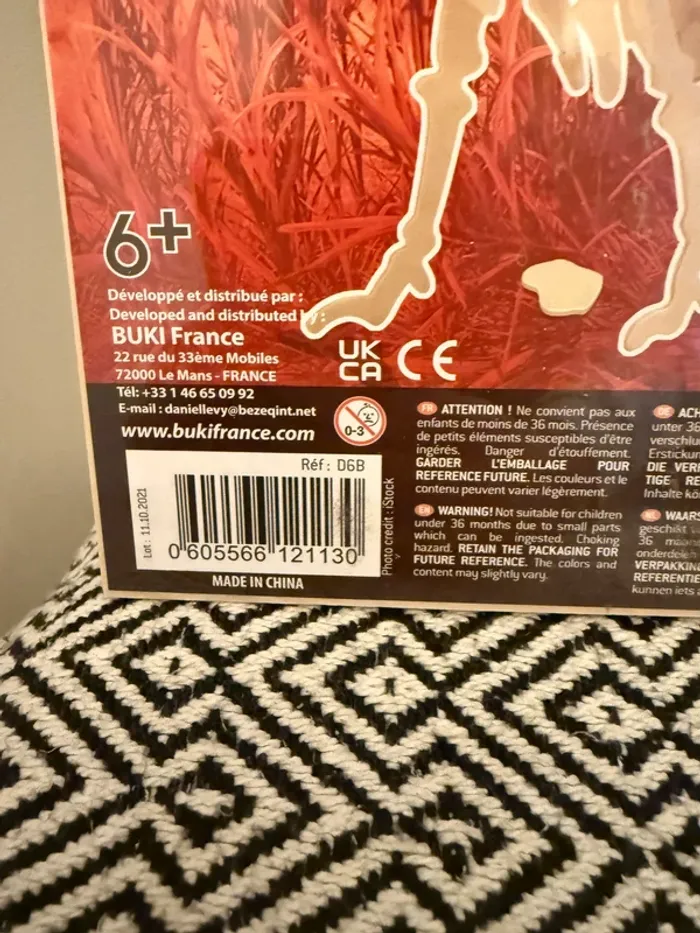 6+
Développé et distribué par :
Developed and distributed by :
BUKI France
22 rue du 33ème Mobiles
72000 Le Mans - FRANCE
Tél: +33 1 46 65 09 92
E-mail : daniellevy@bezeqint.net
www.bukifrance.com
UK
CA CE
0-3
Réf : D6B
Lot : 11.10.2021
0 605566 121130
Photo credit : iStock
MADE IN CHINA
FR ATTENTION ! Ne convient pas aux
enfants de moins de 36 mois. Présence
de petits éléments susceptibles d'être
ingérés. Danger d'étouffement.
GARDER L'EMBALLAGE POUR
REFERENCE FUTURE. Les couleurs et le
contenu peuvent varier légèrement.
EN WARNING! Not suitable for children
under 36 months due to small parts
which can be ingested. Choking
hazard. RETAIN THE PACKAGING FOR
FUTURE REFERENCE. The colors and
content may slightly vary.
DE ACH
unter 36
verschlu
Erstickun
DIE VER
TIGE RE
Inhalte kö
NL WAARS
geschikt v
36 maan
onderdele
VERPAKKIN
REFERENTI
kunnen iets a